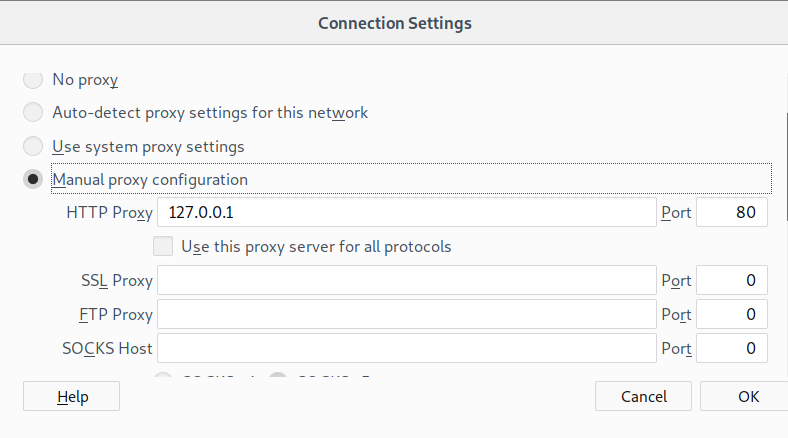 Connection Settings
No proxy
Auto-detect proxy settings for this network
Use system proxy settings
Manual proxy configuration
HTTP Proxy 127.0.0.1 Port 80
Use this proxy server for all protocols
SSL Proxy Port 0
FTP Proxy Port 0
SOCKS Host Port 0
Help Cancel OK